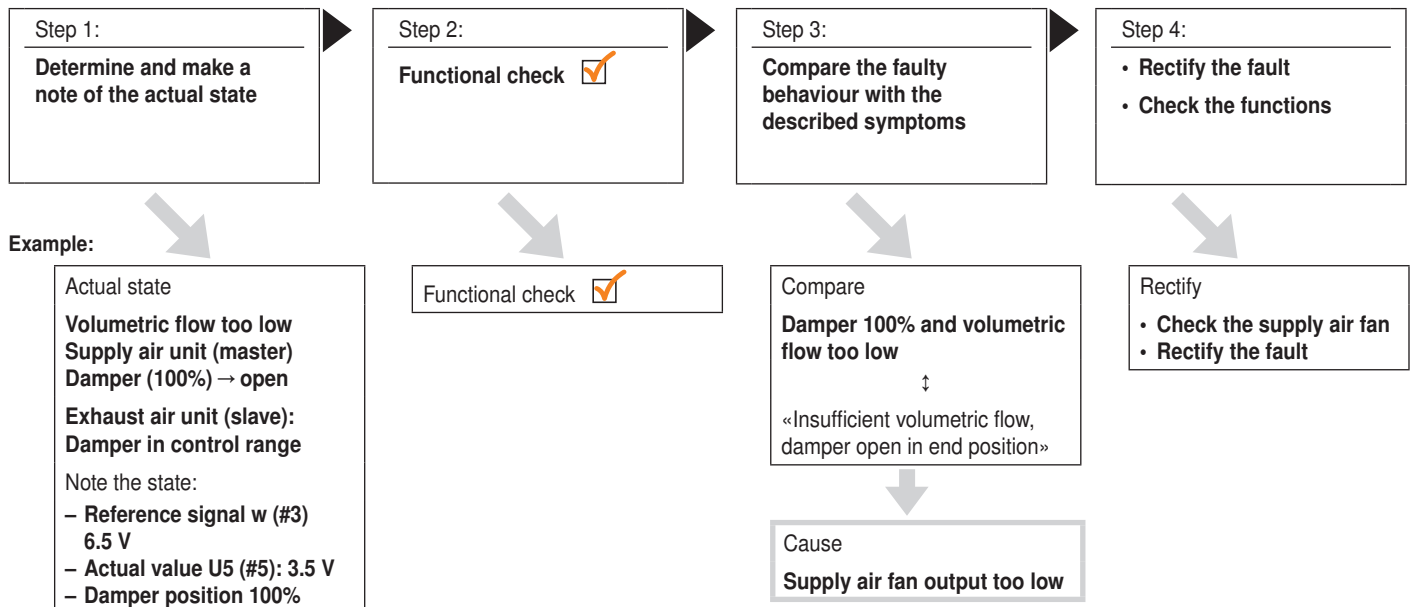 Step 1:
Determine and make a
note of the actual state
Step 2:
Functional check
Step 3:
Compare the faulty
behaviour with the
described symptoms
Step 4:
• Rectify the fault
• Check the functions
Example:
Actual state
Volumetric flow too low
Supply air unit (master)
Damper (100%) → open
Exhaust air unit (slave):
Damper in control range
Note the state:
– Reference signal w (#3)
6.5 V
– Actual value U5 (#5): 3.5 V
– Damper position 100%
Functional check
Compare
Damper 100% and volumetric
flow too low
↕
«Insufficient volumetric flow,
damper open in end position»
Cause
Supply air fan output too low
Rectify
• Check the supply air fan
• Rectify the fault